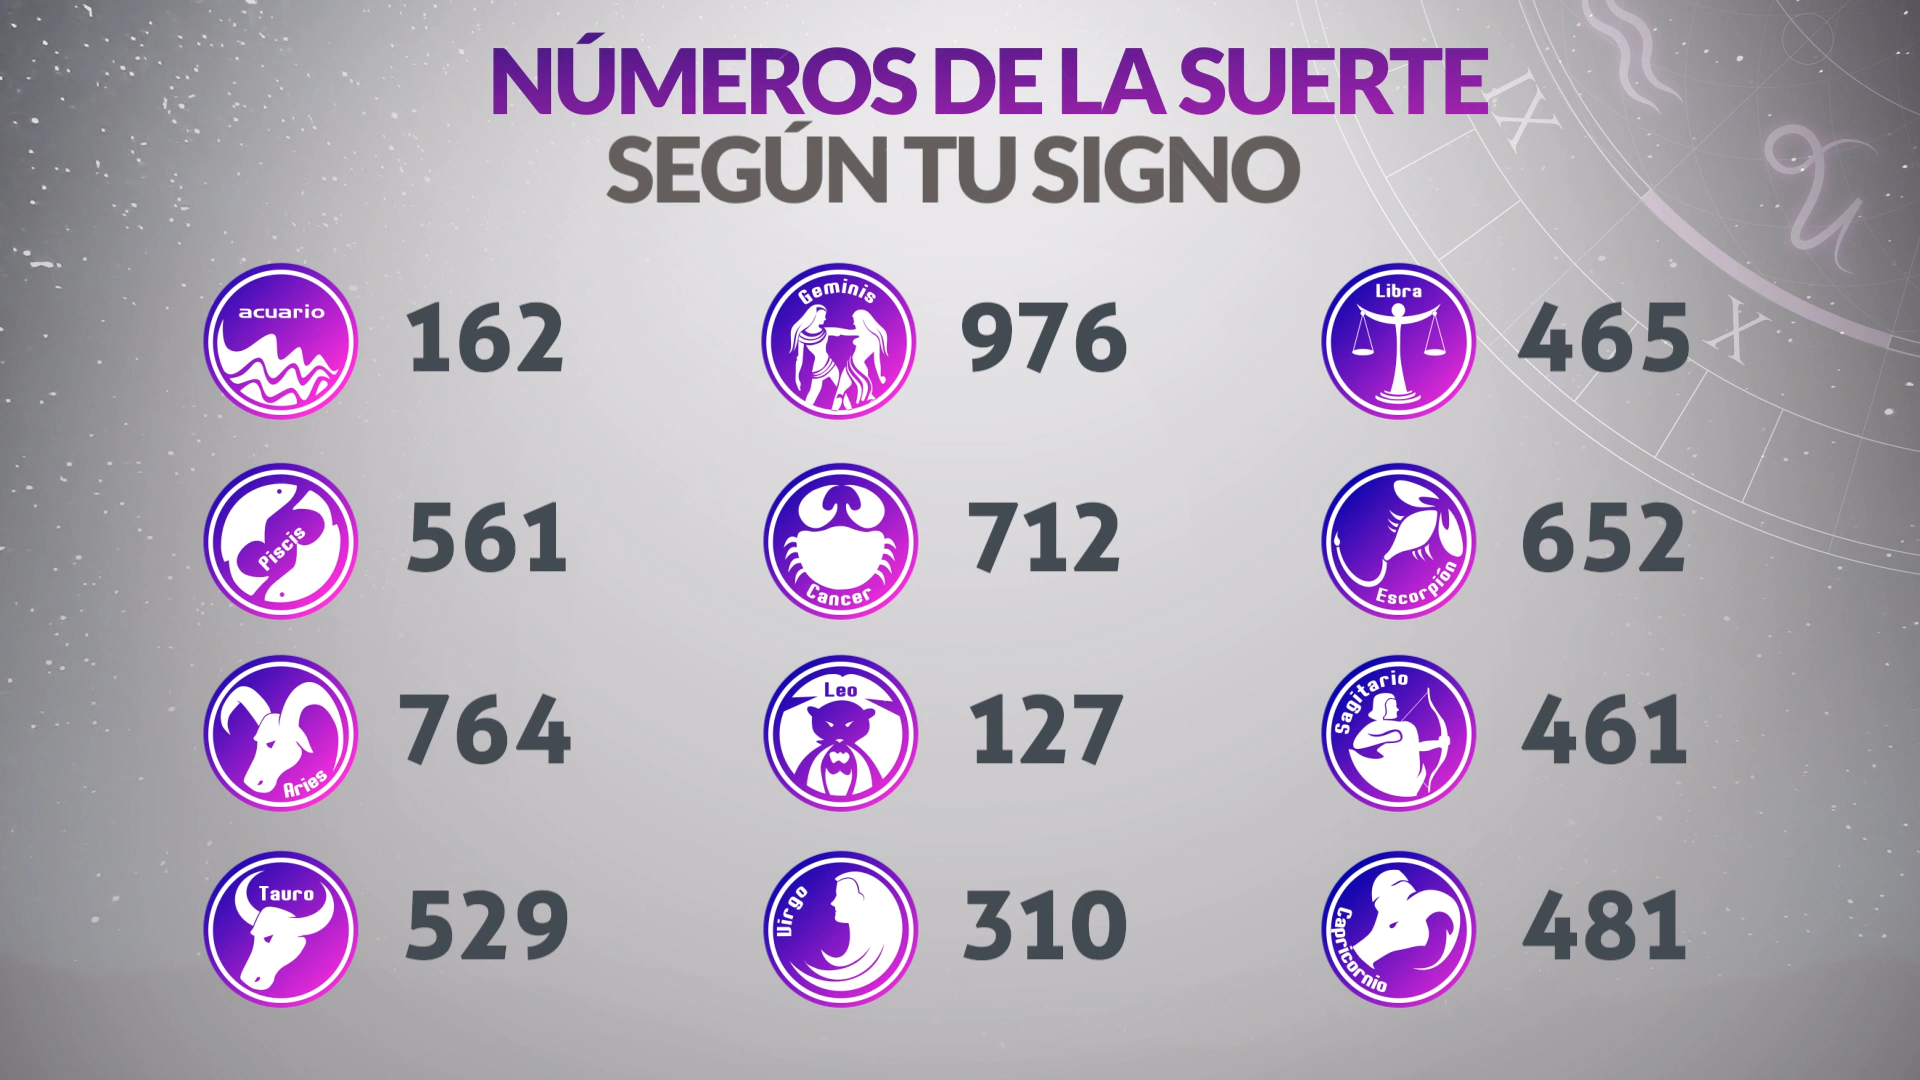 NÚMEROS DE LA SUERTE
SEGÚN TU SIGNO
acuario 162
Geminis 976
Libra 465
IX
X
Piscis 561
Cancer 712
Escorpión 652
Aries 764
Leo 127
Sagitario 461
Tauro 529
Virgo 310
Capricornio 481